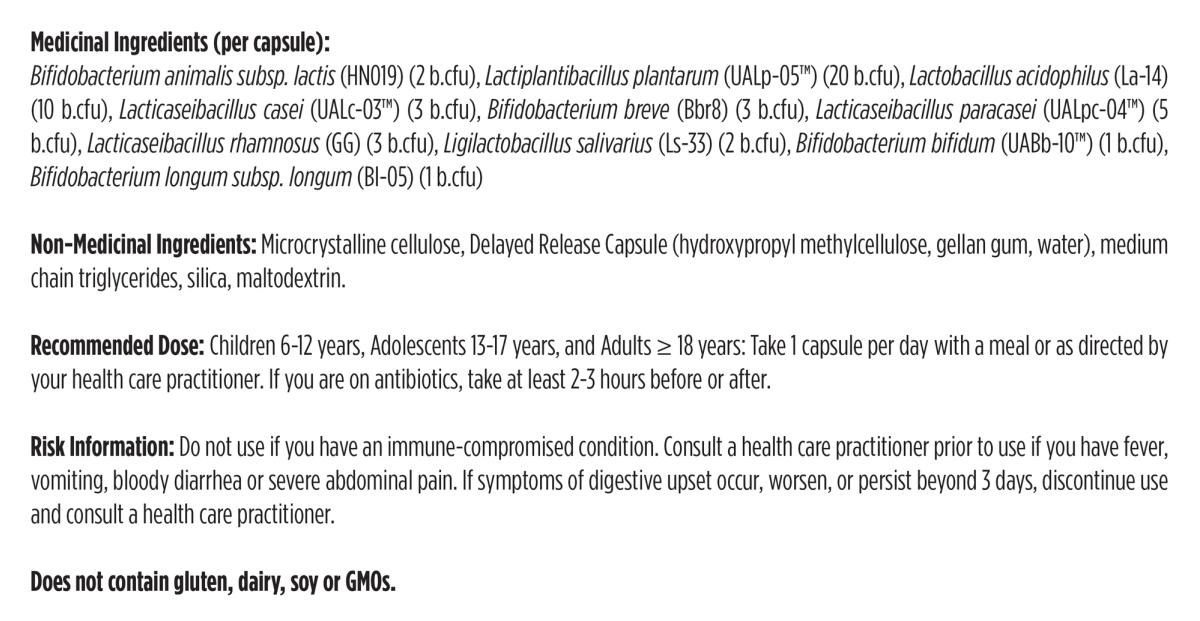 Medicinal Ingredients (per capsule):
Bifidobacterium animalis subsp. lactis (HN019) (2 b.cfu), Lactiplantibacillus plantarum (UALp-05™) (20 b.cfu), Lactobacillus acidophilus (La-14)
(10 b.cfu), Lacticaseibacillus casei (UALc-03™) (3 b.cfu), Bifidobacterium breve (Bbr8) (3 b.cfu), Lacticaseibacillus paracasei (UALpc-04™) (5
b.cfu), Lacticaseibacillus rhamnosus (GG) (3 b.cfu), Ligilactobacillus salivarius (Ls-33) (2 b.cfu), Bifidobacterium bifidum (UABb-10™) (1 b.cfu),
Bifidobacterium longum subsp. longum (Bl-05) (1 b.cfu)
Non-Medicinal Ingredients: Microcrystalline cellulose, Delayed Release Capsule (hydroxypropyl methylcellulose, gellan gum, water), medium
chain triglycerides, silica, maltodextrin.
Recommended Dose: Children 6-12 years, Adolescents 13-17 years, and Adults ≥ 18 years: Take 1 capsule per day with a meal or as directed by
your health care practitioner. If you are on antibiotics, take at least 2-3 hours before or after.
Risk Information: Do not use if you have an immune-compromised condition. Consult a health care practitioner prior to use if you have fever,
vomiting, bloody diarrhea or severe abdominal pain. If symptoms of digestive upset occur, worsen, or persist beyond 3 days, discontinue use
and consult a health care practitioner.
Does not contain gluten, dairy, soy or GMOs.